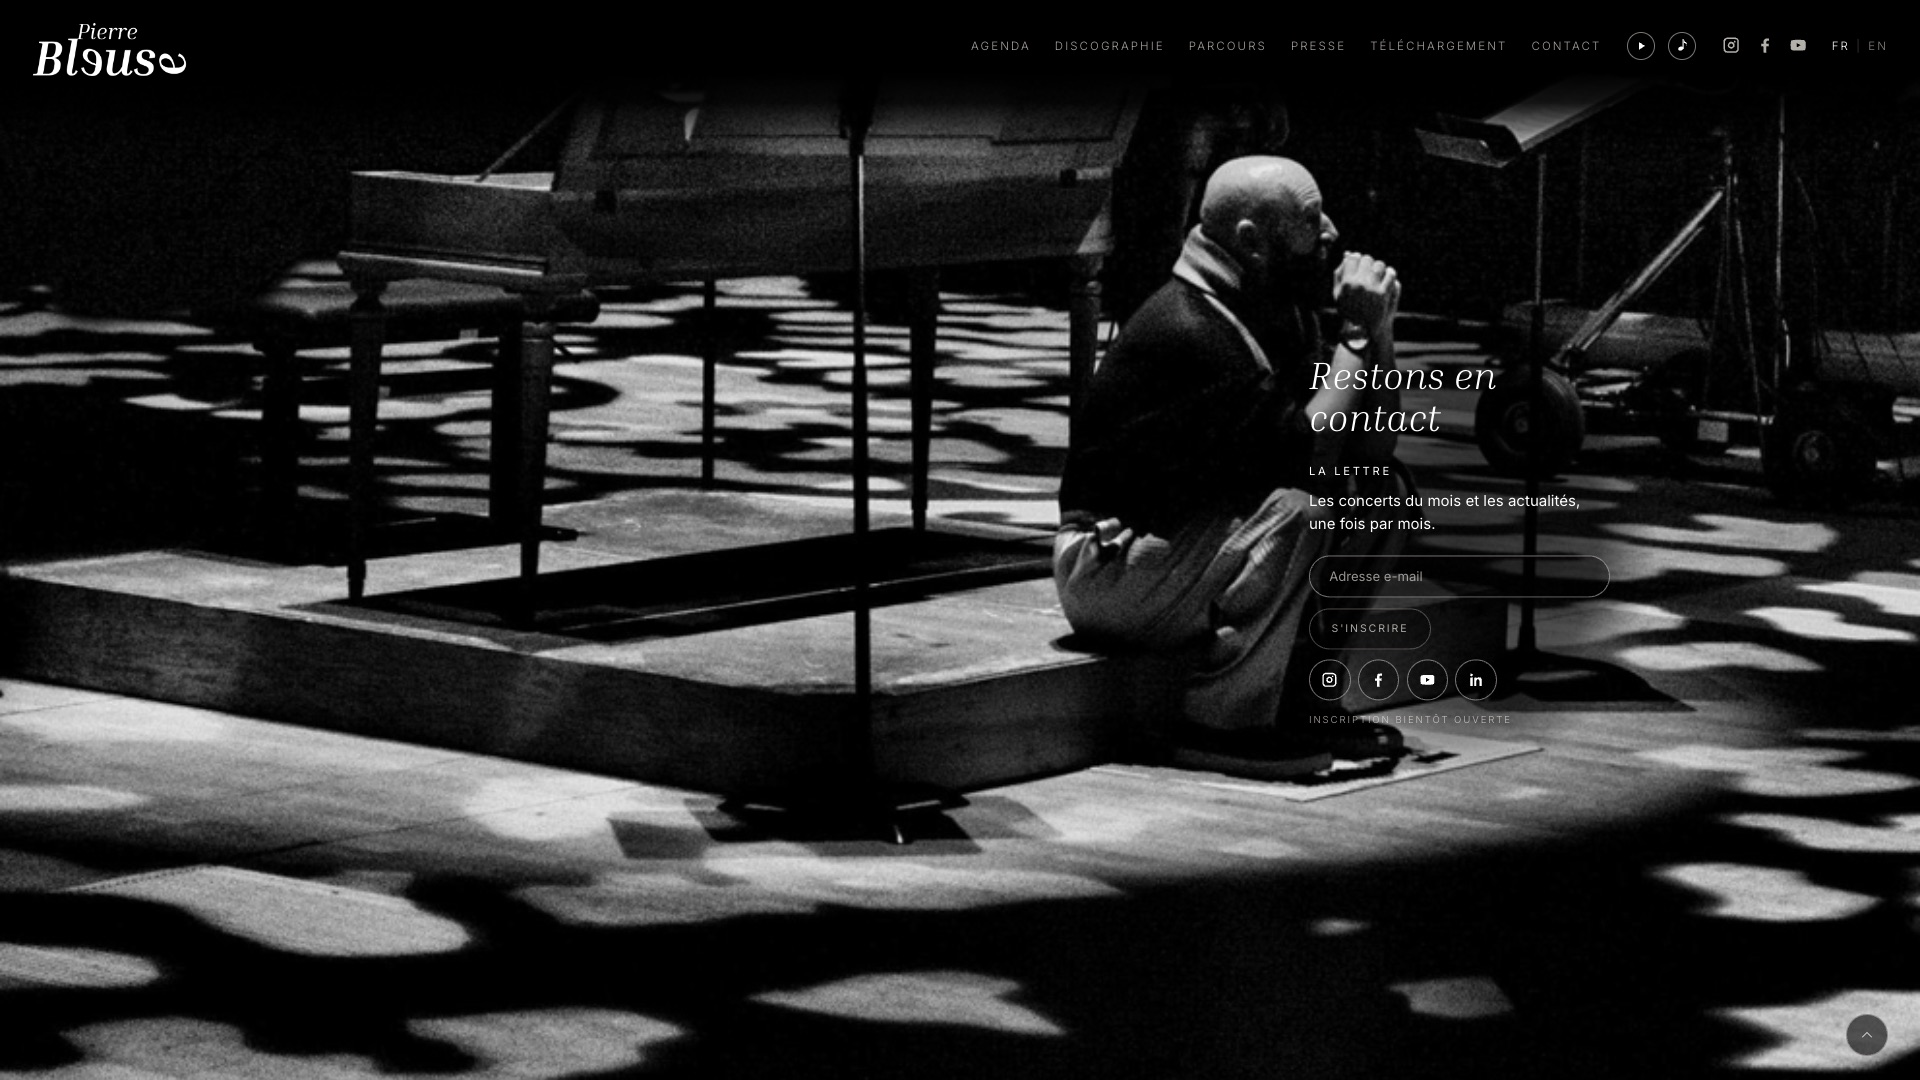 Pierre
Bleuse
AGENDA DISCOGRAPHIE PARCOURS PRESSE TÉLÉCHARGEMENT CONTACT FR | EN
Restons en
contact
LA LETTRE
Les concerts du mois et les actualités,
une fois par mois.
Adresse e-mail
S'INSCRIRE
INSCRIPTION BIENTÔT OUVERTE